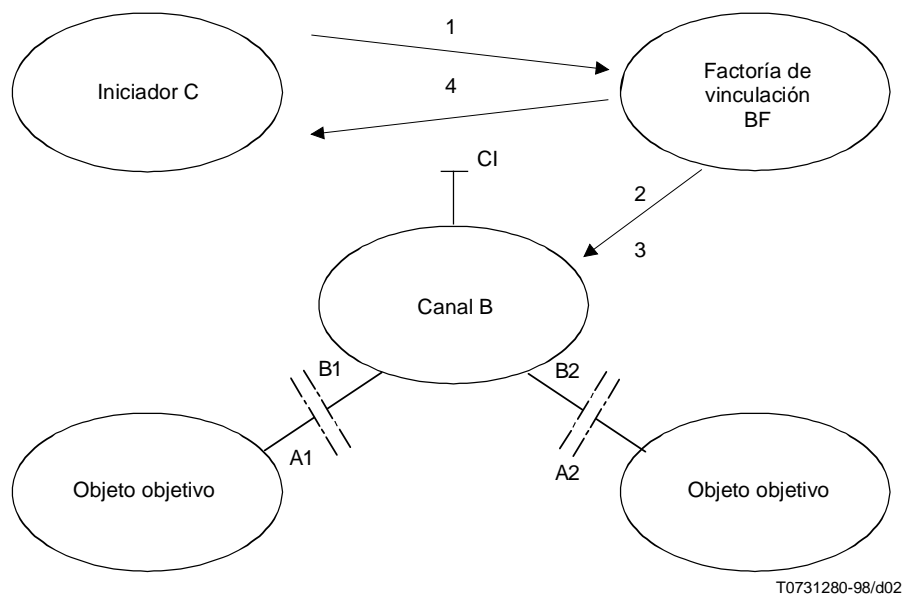 1
Iniciador C
Factoría de
vinculación
BF
4
CI
2
3
Canal B
B1
B2
A1
A2
Objeto objetivo
Objeto objetivo
T0731280-98/d02